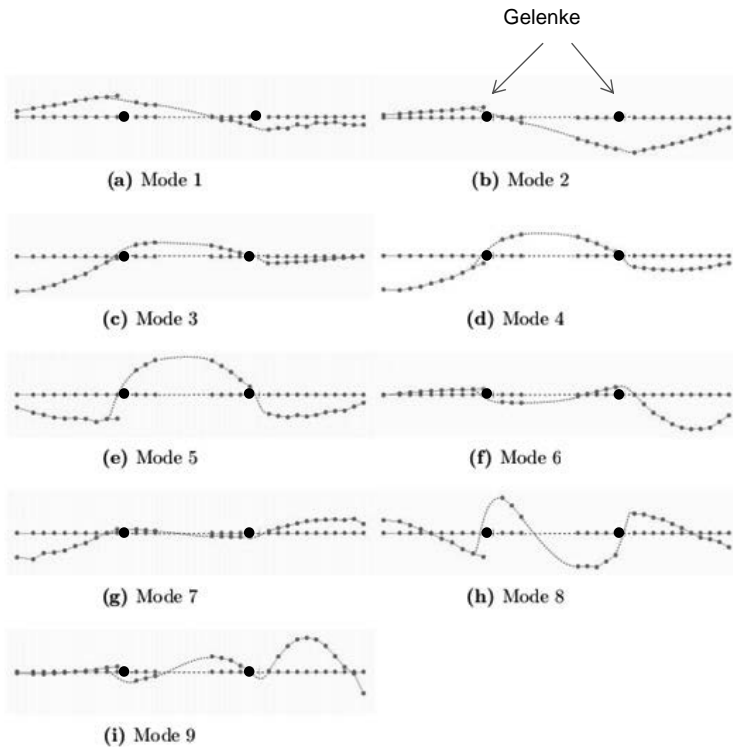 Gelenke
(a) Mode 1
(b) Mode 2
(c) Mode 3
(d) Mode 4
(e) Mode 5
(f) Mode 6
(g) Mode 7
(h) Mode 8
(i) Mode 9